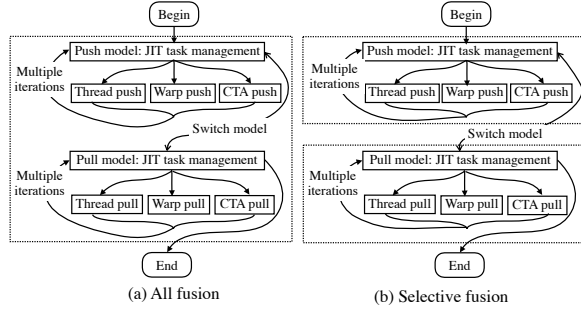 Begin
Push model: JIT task management
Multiple
iterations
Thread push
Warp push
CTA push
Switch model
Pull model: JIT task management
Multiple
iterations
Thread pull
Warp pull
CTA pull
End
(a) All fusion
Begin
Push model: JIT task management
Multiple
iterations
Thread push
Warp push
CTA push
Switch model
Pull model: JIT task management
Multiple
iterations
Thread pull
Warp pull
CTA pull
End
(b) Selective fusion